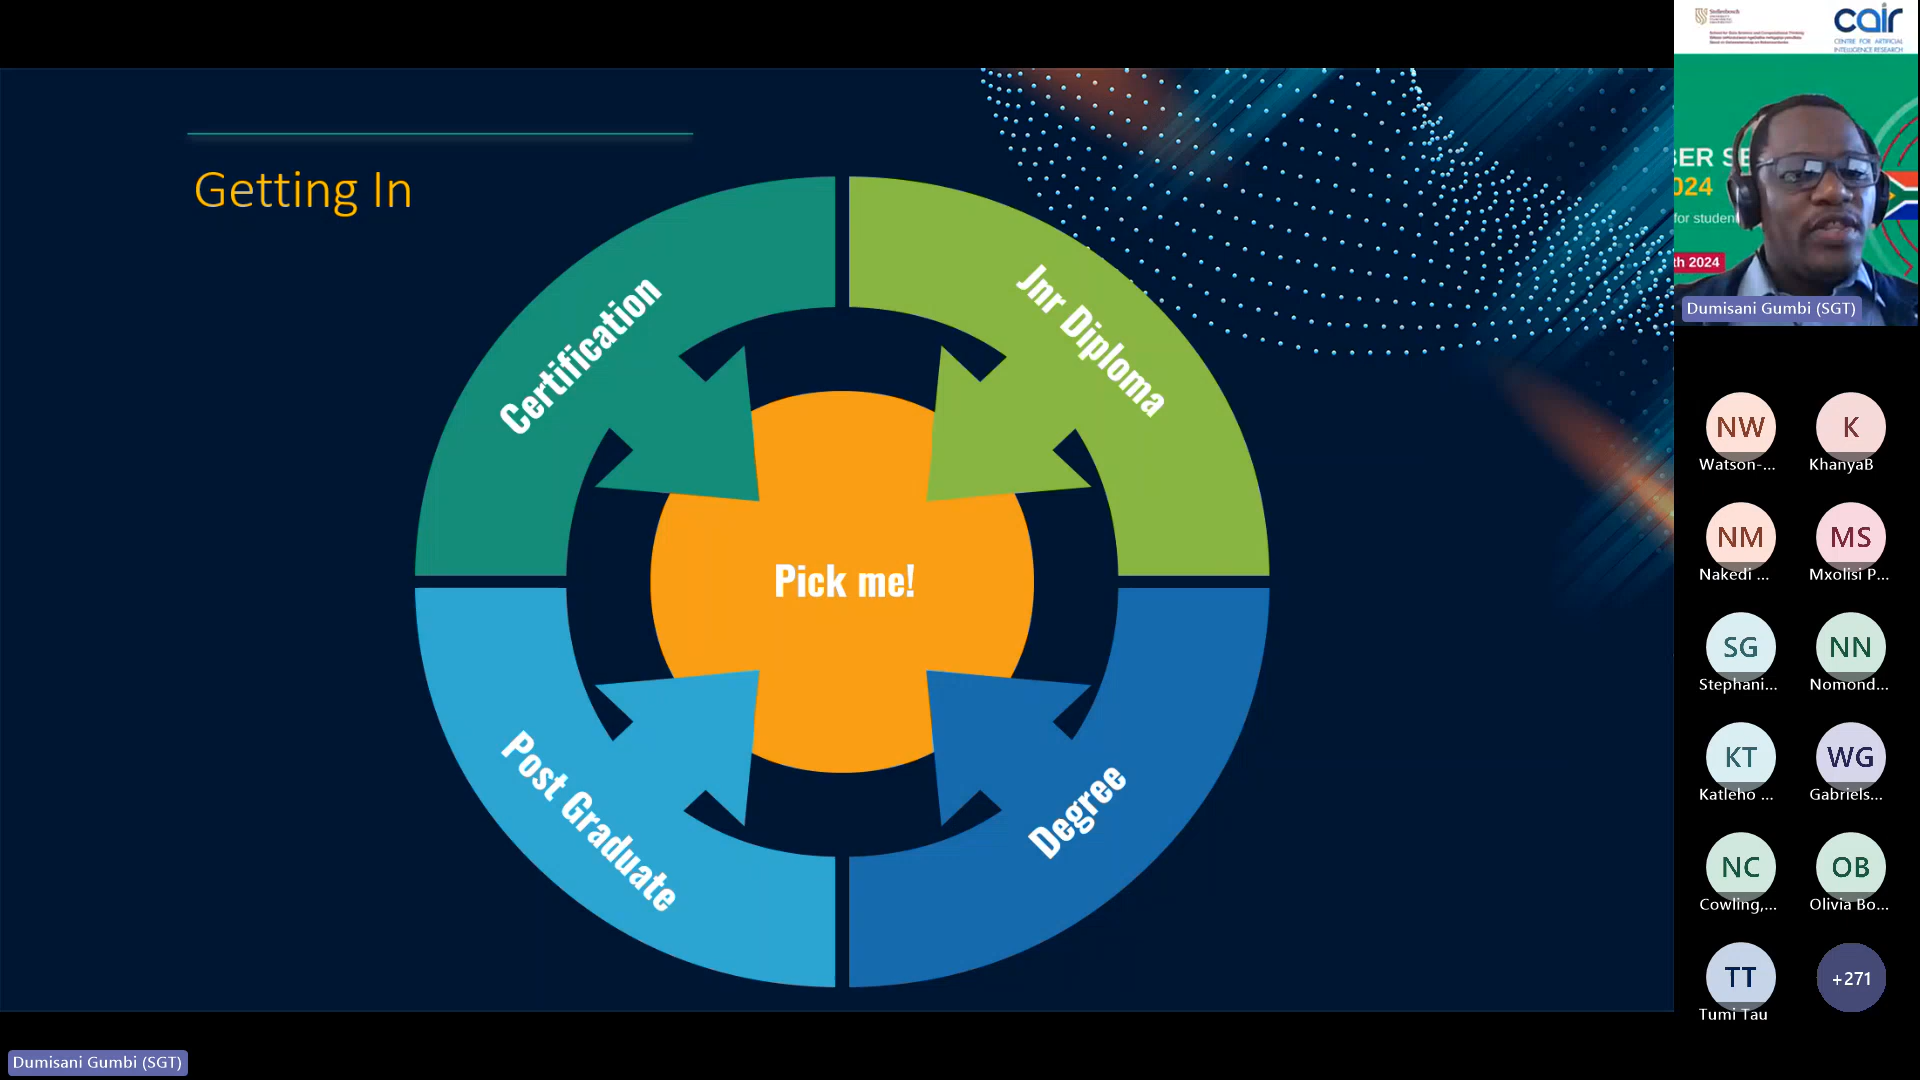 Getting In
Certification
Jnr Diploma
Pick me!
Post Graduate
Degree
cair
CENTRE FOR ARTIFICIAL
INTELLIGENCE RESEARCH
BER SE
024
for studen
th 2024
Dumisani Gumbi (SGT)
NW
Watson-...
K
KhanyaB
NM
Nakedi ...
MS
Mxolisi P...
SG
Stephani...
NN
Nomond...
KT
Katleho ...
WG
Gabriels...
NC
Cowling,...
OB
Olivia Bo...
TT
Tumi Tau
+271
Dumisani Gumbi (SGT)